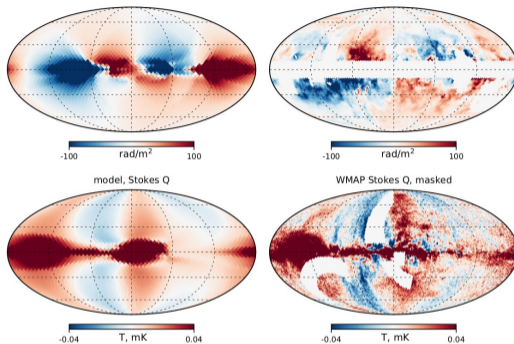 -100 100
rad/m²
-100 100
rad/m²
model, Stokes Q
WMAP Stokes Q, masked
-0.04 0.04
T, mK
-0.04 0.04
T, mK